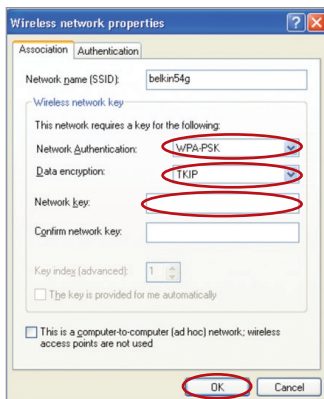 Wireless network properties
Association Authentication
Network name (SSID): belkin54g
Wireless network key
This network requires a key for the following:
Network Authentication: WPA-PSK
Data encryption: TKIP
Network key:
Confirm network key:
Key index (advanced): 1
The key is provided for me automatically
This is a computer-to-computer (ad hoc) network; wireless
access points are not used
OK Cancel